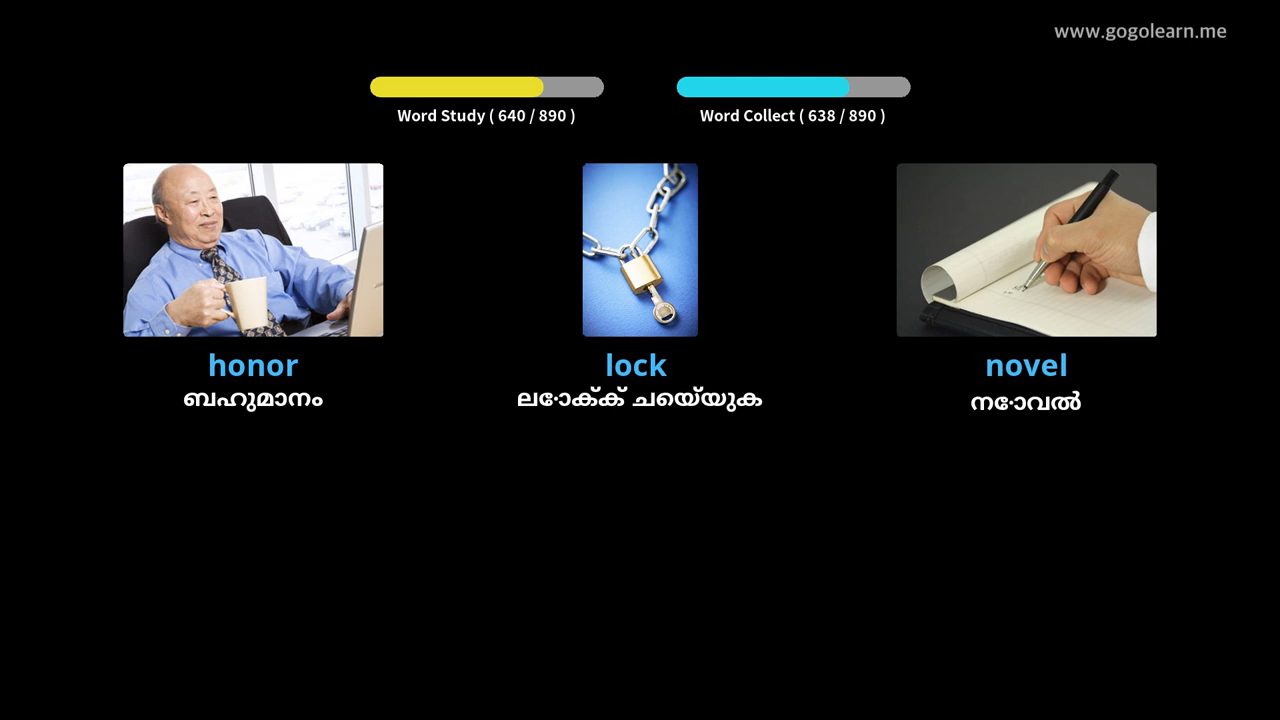 www.gogolearn.me
Word Study ( 640 / 890 )
Word Collect ( 638 / 890 )
honor
ബഹുമാനം
lock
ലോക്ക് ചെയ്യുക
novel
നോവൽ